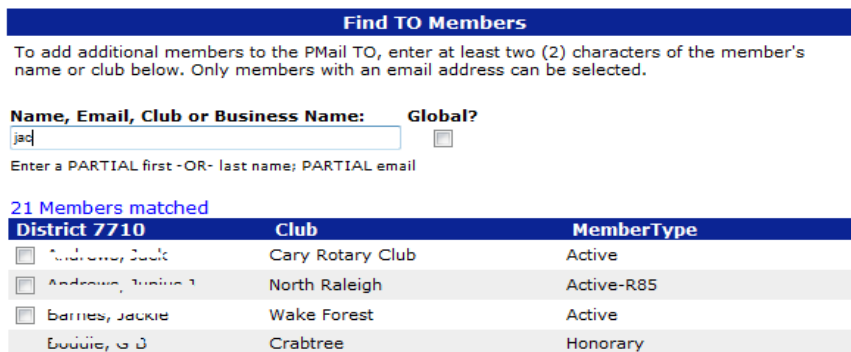 Find TO Members
To add additional members to the PMail TO, enter at least two (2) characters of the member's
name or club below. Only members with an email address can be selected.
Name, Email, Club or Business Name: Global?
jac
Enter a PARTIAL first -OR- last name; PARTIAL email
21 Members matched
District 7710 Club MemberType
Cary Rotary Club Active
North Raleigh Active-R85
Barnes, Jackie Wake Forest Active
Crabtree Honorary